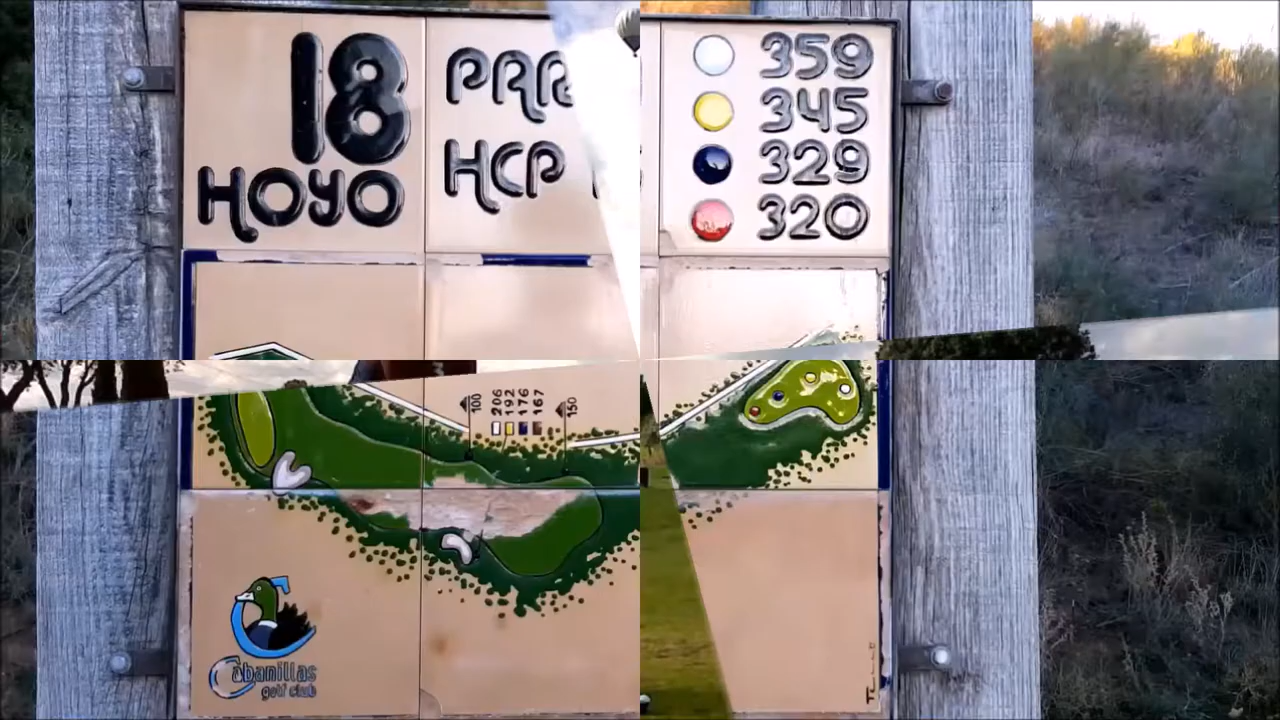 18
HOYO
PAR
HCP
359
345
329
320
100
206
192
176
167
150
Cabanillas
golf club